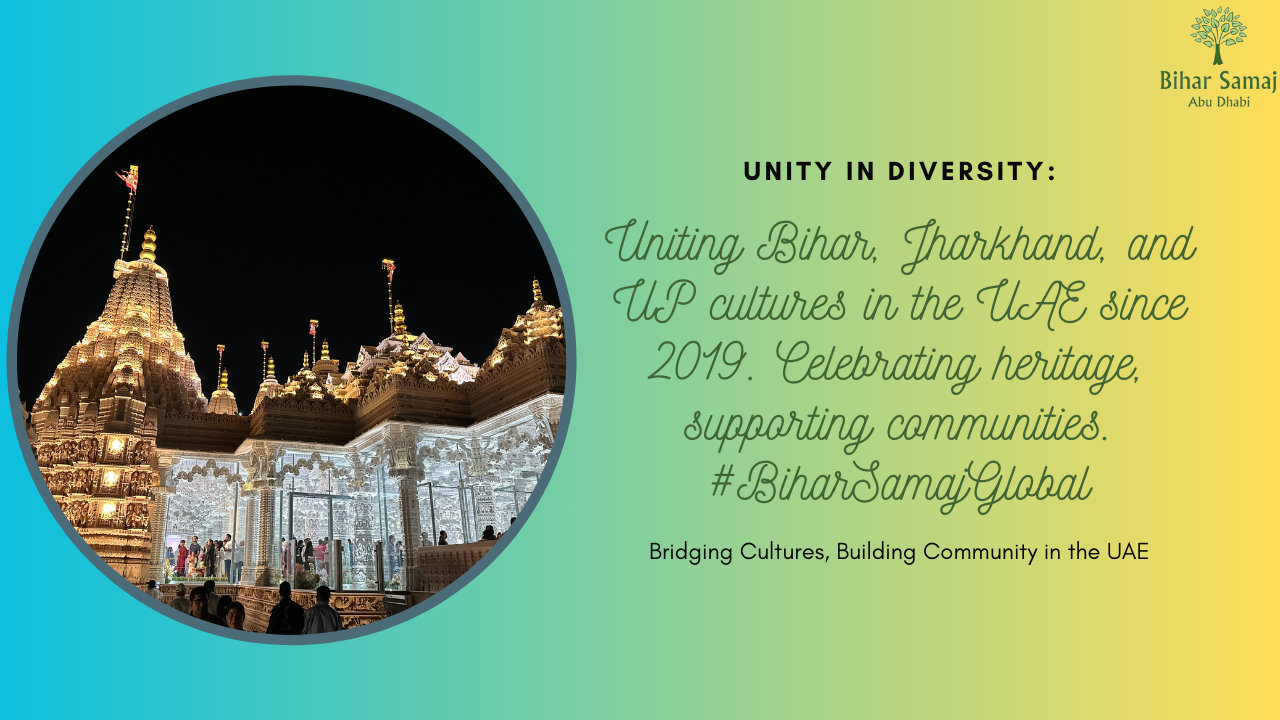 Bihar Samaj
Abu Dhabi
UNITY IN DIVERSITY:
Uniting Bihar, Jharkhand, and
UP cultures in the UAE since
2019. Celebrating heritage,
supporting communities.
#BiharSamajGlobal
Bridging Cultures, Building Community in the UAE